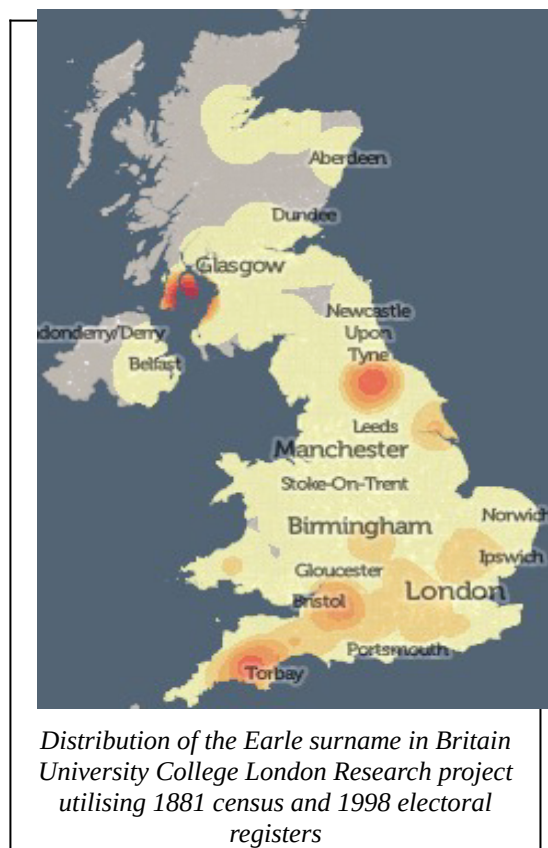 Aberdeen
Dundee
Glasgow
Newcastle
Upon
Tyne
donderry/Derry
Belfast
Leeds
Manchester
Stoke-On-Trent
Norwich
Birmingham
Ipswich
Gloucester
London
Bristol
Portsmouth
Torbay
Distribution of the Earle surname in Britain
University College London Research project
utilising 1881 census and 1998 electoral
registers